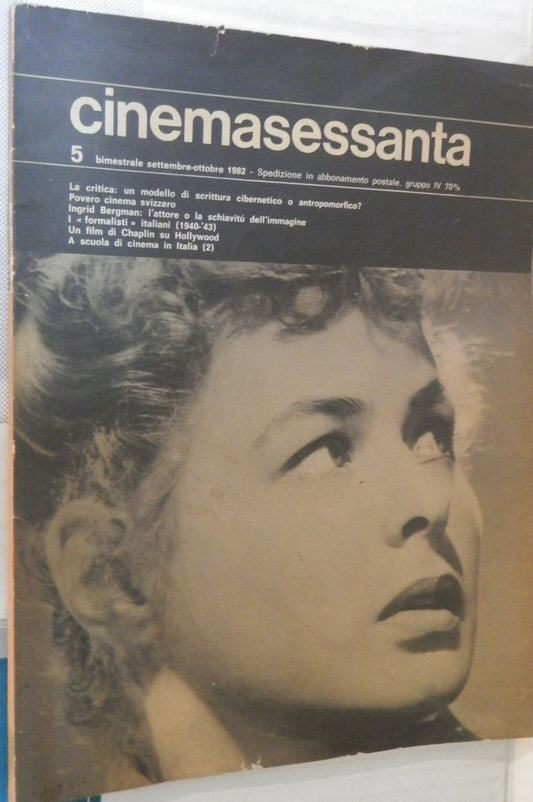 cinemasessanta
5 bimestrale settembre-ottobre 1982 - Spedizione in abbonamento postale, gruppo IV 70%
La critica: un modello di scrittura cibernetico o antropomorfico?
Povero cinema svizzero
Ingrid Bergman: l'attore o la schiavitú dell'immagine
I « formalisti » italiani (1940-'43)
Un film di Chaplin su Hollywood
A scuola di cinema in Italia (2)